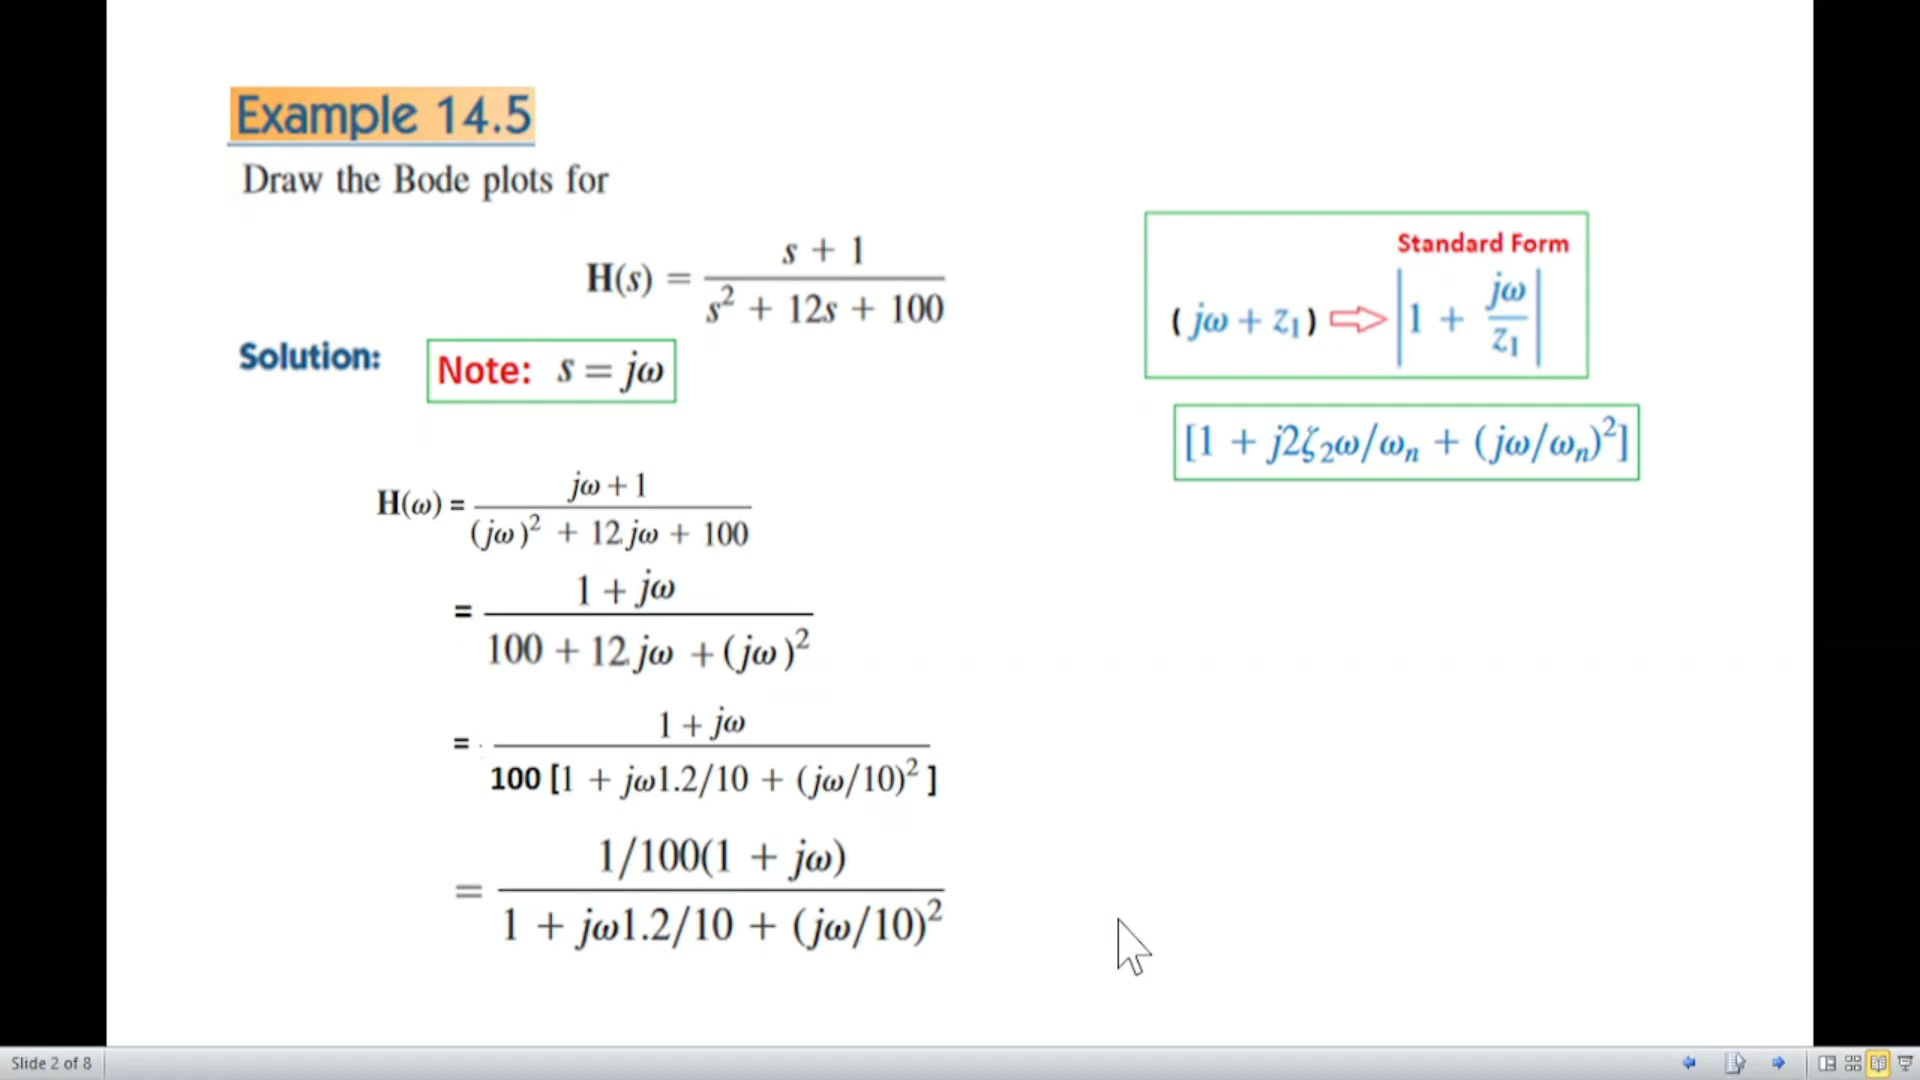 Example 14.5
Draw the Bode plots for
H(s) = (s + 1) / (s² + 12s + 100)
Solution:
Note: s = jω
H(ω) = (jω + 1) / ((jω)² + 12 jω + 100)
= (1 + jω) / (100 + 12 jω + (jω)²)
= (1 + jω) / (100 [1 + jω1.2/10 + (jω/10)²])
= 1/100(1 + jω) / (1 + jω1.2/10 + (jω/10)²)
Standard Form
(jω + z₁) ⇨ |1 + jω/z₁|
[1 + j2ζ₂ω/ωₙ + (jω/ωₙ)²]
Slide 2 of 8